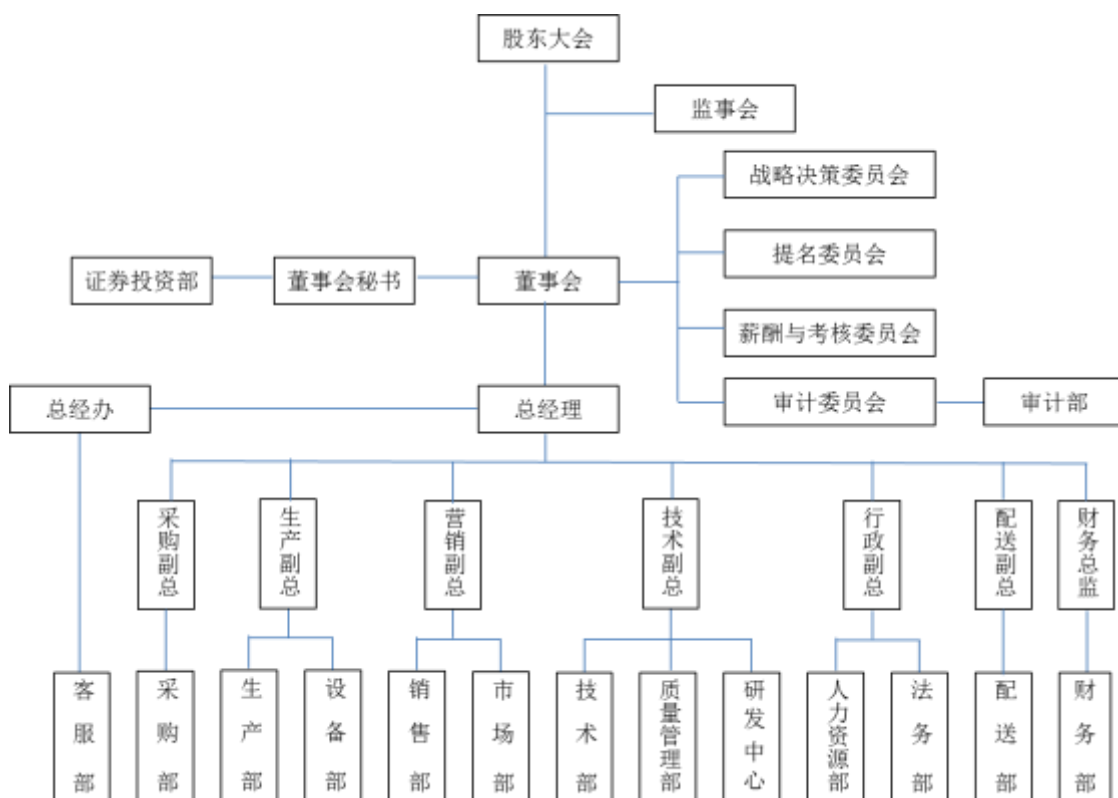 股东大会
监事会
战略决策委员会
提名委员会
证券投资部
董事会秘书
董事会
薪酬与考核委员会
总经办
总经理
审计委员会
审计部
采购副总
生产副总
营销副总
技术副总
行政副总
配送副总
财务总监
客服部
采购部
生产部
设备部
销售部
市场部
技术部
质量管理部
研发中心
人力资源部
法务部
配送部
财务部